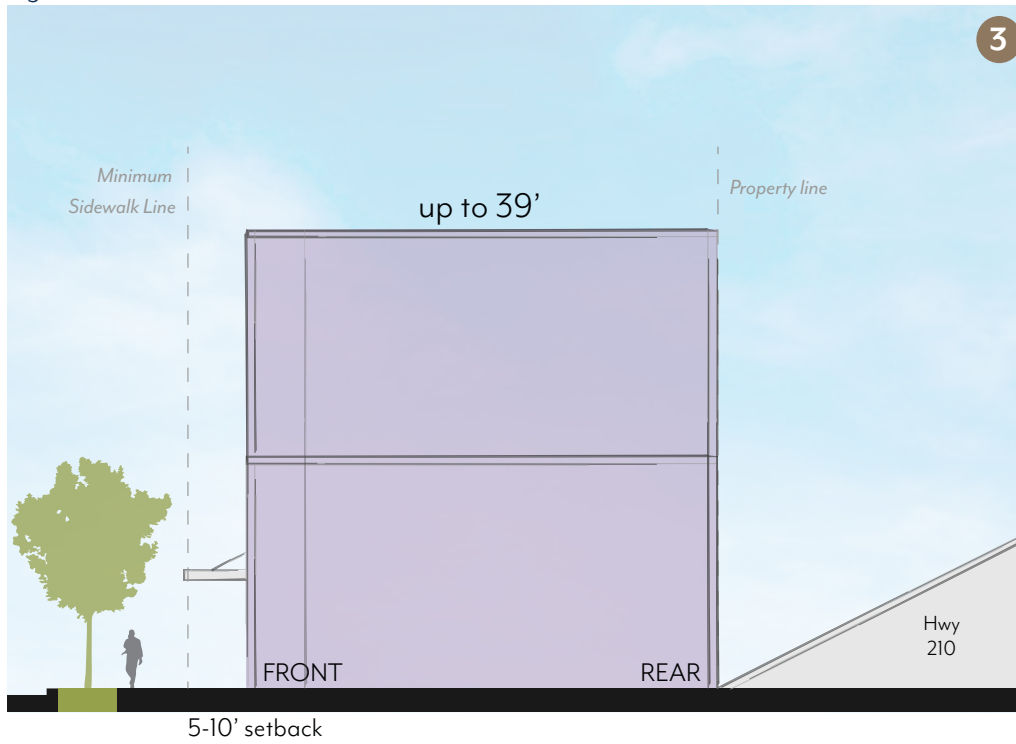 3
Minimum
Sidewalk Line
Property line
up to 39’
Hwy
210
FRONT
REAR
5-10’ setback